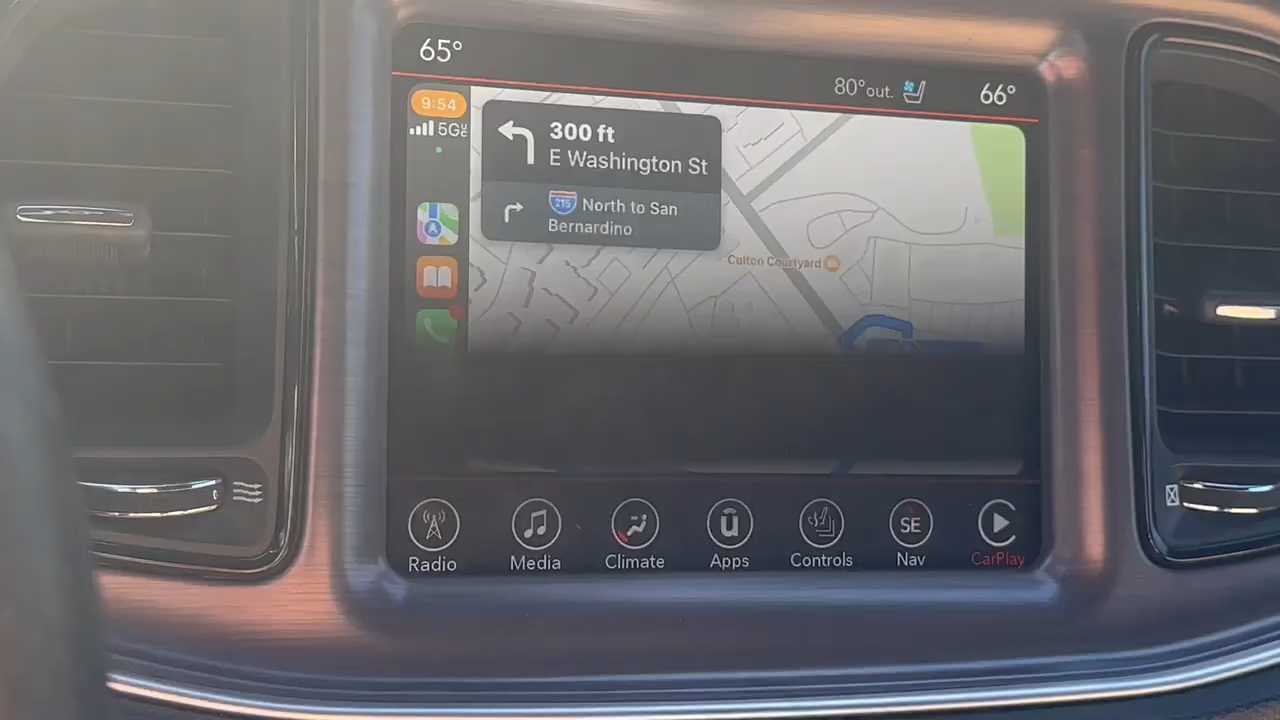 65°
80°out.
66°
9:54
5G
300 ft
E Washington St
215
North to San
Bernardino
Colton Courtyard
Radio
Media
Climate
Apps
Controls
SE
Nav
CarPlay